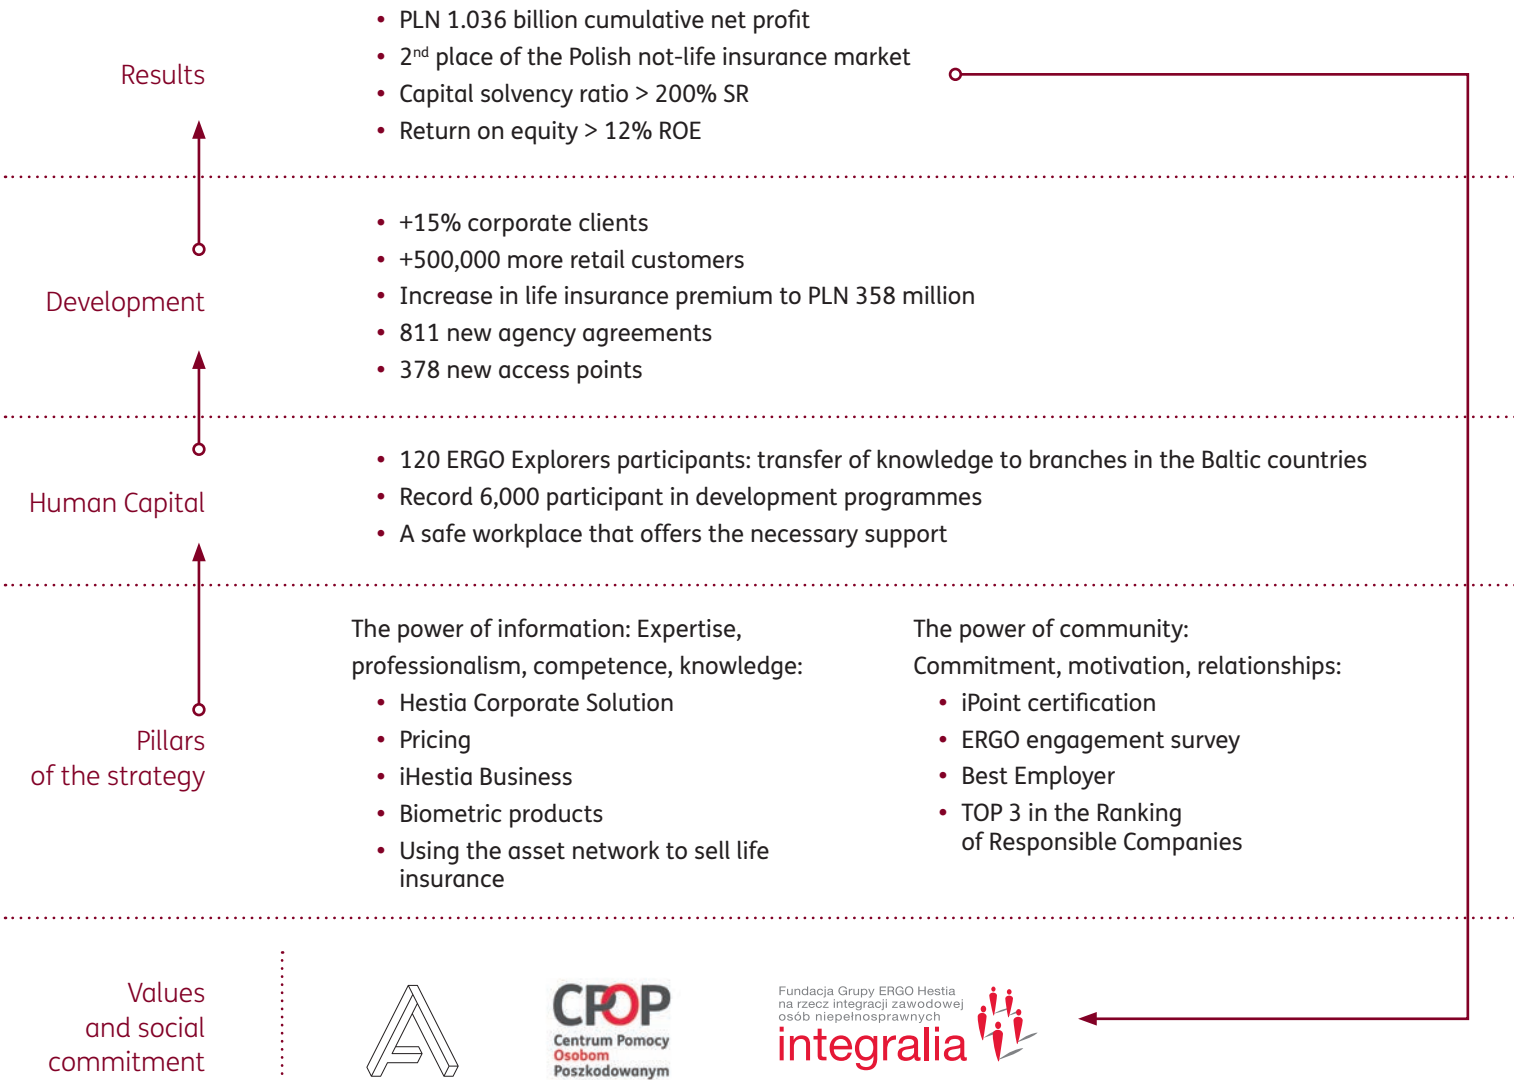 Results
• PLN 1.036 billion cumulative net profit
• 2nd place of the Polish not-life insurance market
• Capital solvency ratio > 200% SR
• Return on equity > 12% ROE
Development
• +15% corporate clients
• +500,000 more retail customers
• Increase in life insurance premium to PLN 358 million
• 811 new agency agreements
• 378 new access points
Human Capital
• 120 ERGO Explorers participants: transfer of knowledge to branches in the Baltic countries
• Record 6,000 participant in development programmes
• A safe workplace that offers the necessary support
Pillars
of the strategy
The power of information: Expertise,
professionalism, competence, knowledge:
• Hestia Corporate Solution
• Pricing
• iHestia Business
• Biometric products
• Using the asset network to sell life
insurance
The power of community:
Commitment, motivation, relationships:
• iPoint certification
• ERGO engagement survey
• Best Employer
• TOP 3 in the Ranking
of Responsible Companies
Values
and social
commitment
A
CPOP
Centrum Pomocy
Osobom
Poszkodowanym
Fundacja Grupy ERGO Hestia
na rzecz integracji zawodowej
osób niepełnosprawnych
integralia